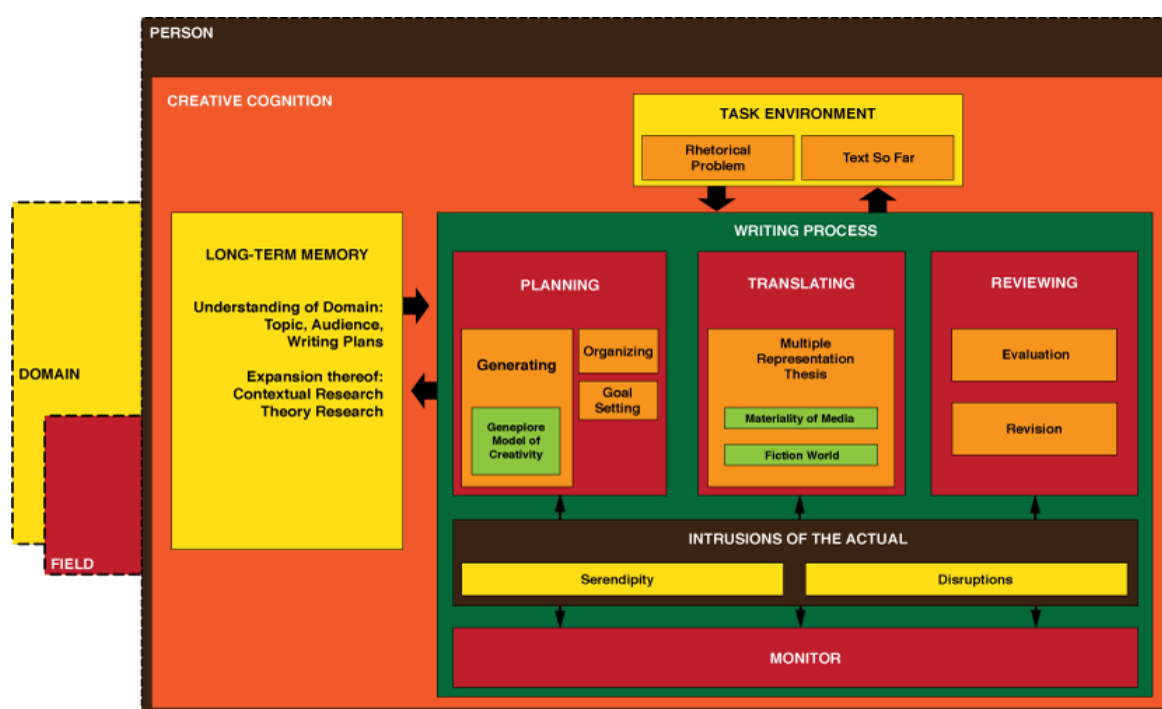 PERSON
CREATIVE COGNITION
TASK ENVIRONMENT
Rhetorical
Problem
Text So Far
DOMAIN
FIELD
LONG-TERM MEMORY
Understanding of Domain:
Topic, Audience,
Writing Plans
Expansion thereof:
Contextual Research
Theory Research
WRITING PROCESS
PLANNING
Generating
Geneplore
Model of
Creativity
Organizing
Goal
Setting
TRANSLATING
Multiple
Representation
Thesis
Materiality of Media
Fiction World
REVIEWING
Evaluation
Revision
INTRUSIONS OF THE ACTUAL
Serendipity
Disruptions
MONITOR